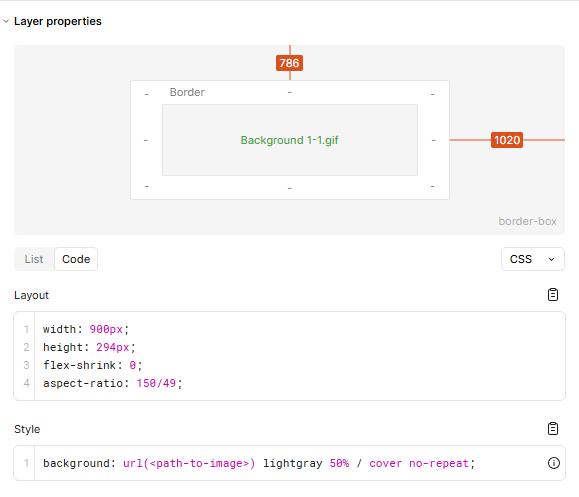 Layer properties
786
- Border - -
- Background 1-1.gif - 1020
- - -
border-box
List Code CSS
Layout
1 width: 900px;
2 height: 294px;
3 flex-shrink: 0;
4 aspect-ratio: 150/49;
Style
1 background: url(<path-to-image>) lightgray 50% / cover no-repeat;